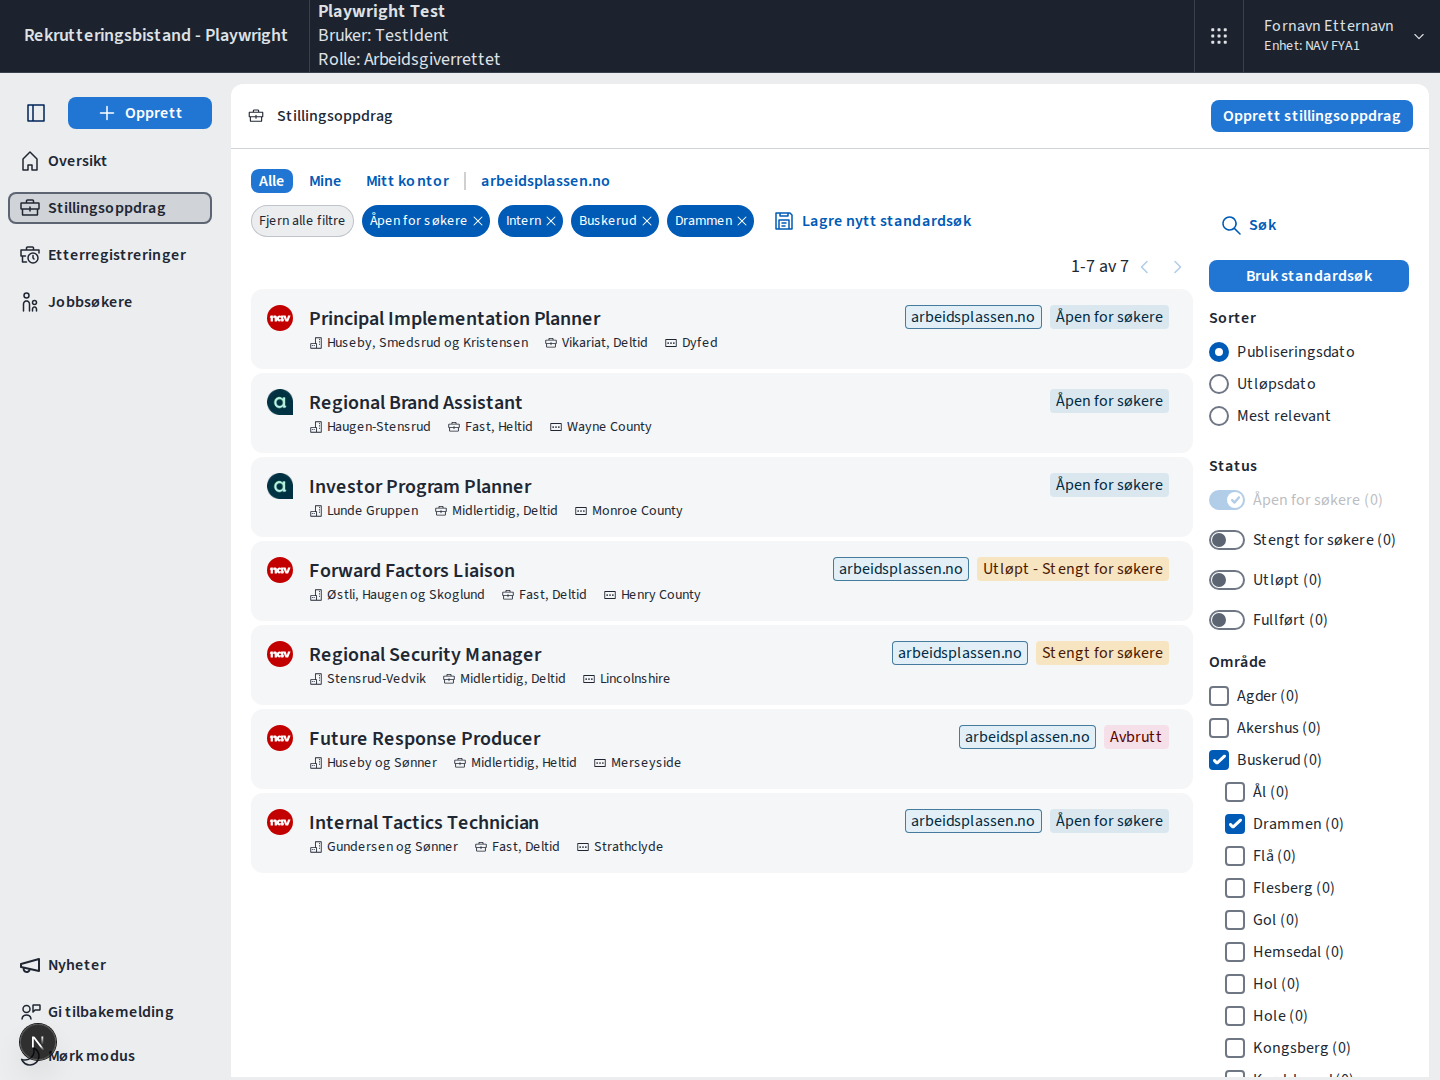 Rekrutteringsbistand - Playwright
Playwright Test
Bruker: TestIdent
Rolle: Arbeidsgiverrettet
Fornavn Etternavn
Enhet: NAV FYA1
Opprett
Oversikt
Stillingsoppdrag
Etterregistreringer
Jobbsøkere
Nyheter
Gi tilbakemelding
N
Mørk modus
Stillingsoppdrag
Opprett stillingsoppdrag
Alle Mine Mitt kontor arbeidsplassen.no
Fjern alle filtre Åpen for søkere Intern Buskerud Drammen Lagre nytt standardsøk
1-7 av 7
nav Principal Implementation Planner arbeidsplassen.no Åpen for søkere
Huseby, Smedsrud og Kristensen Vikariat, Deltid Dyfed
a Regional Brand Assistant Åpen for søkere
Haugen-Stensrud Fast, Heltid Wayne County
a Investor Program Planner Åpen for søkere
Lunde Gruppen Midlertidig, Deltid Monroe County
nav Forward Factors Liaison arbeidsplassen.no Utløpt - Stengt for søkere
Østli, Haugen og Skoglund Fast, Deltid Henry County
nav Regional Security Manager arbeidsplassen.no Stengt for søkere
Stensrud-Vedvik Midlertidig, Deltid Lincolnshire
nav Future Response Producer arbeidsplassen.no Avbrutt
Huseby og Sønner Midlertidig, Heltid Merseyside
nav Internal Tactics Technician arbeidsplassen.no Åpen for søkere
Gundersen og Sønner Fast, Deltid Strathclyde
Søk
Bruk standardsøk
Sorter
Publiseringsdato
Utløpsdato
Mest relevant
Status
Åpen for søkere (0)
Stengt for søkere (0)
Utløpt (0)
Fullført (0)
Område
Agder (0)
Akershus (0)
Buskerud (0)
Ål (0)
Drammen (0)
Flå (0)
Flesberg (0)
Gol (0)
Hemsedal (0)
Hol (0)
Hole (0)
Kongsberg (0)